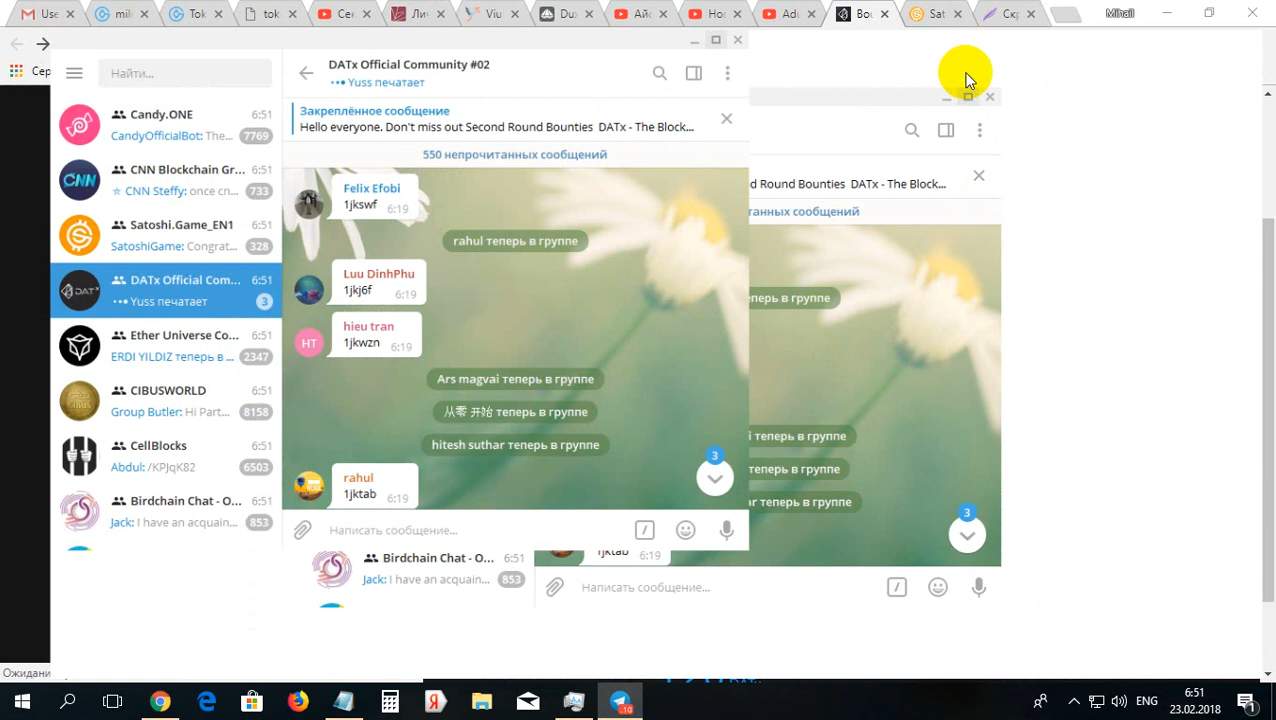 Use
mil
Tok
tok
Се
Ли
Viu
Du
Айс
Но
Adi
Bo
Sat
Скр
Mihail
Сер
Найти...
DATx Official Community #02
Yuss печатает
Закреплённое сообщение
Hello everyone. Don't miss out Second Round Bounties DATx - The Block...
550 непрочитанных сообщений
Candy.ONE 6:51
CandyOfficialBot: The... 7769
CNN Blockchain Gr... 6:51
CNN Steffy: once cn... 733
Satoshi.Game_EN1 6:51
SatoshiGame: Congrat... 328
DATx Official Com... 6:51
Yuss печатает 3
Ether Universe Co... 6:51
ERDI YILDIZ теперь в ... 2347
CIBUSWORLD 6:51
Group Butler: Hi Part... 8158
CellBlocks 6:51
Abdul: /KPJqK82 6503
Birdchain Chat - O... 6:51
Jack: I have an acquain... 853
Felix Efobi
1jkswf 6:19
rahul теперь в группе
Luu DinhPhu
1jkj6f 6:19
HT
hieu tran
1jkwzn 6:19
Ars magvai теперь в группе
从零 开始 теперь в группе
hitesh suthar теперь в группе
rahul
1jktab 6:19
3
Написать сообщение...
d Round Bounties DATx - The Block...
танных сообщений
еперь в группе
i теперь в группе
теперь в группе
ar теперь в группе
3
1jktab 6:19
Birdchain Chat - O... 6:51
Jack: I have an acquain... 853
Написать сообщение...
Ожидани
ENG
6:51
23.02.2018